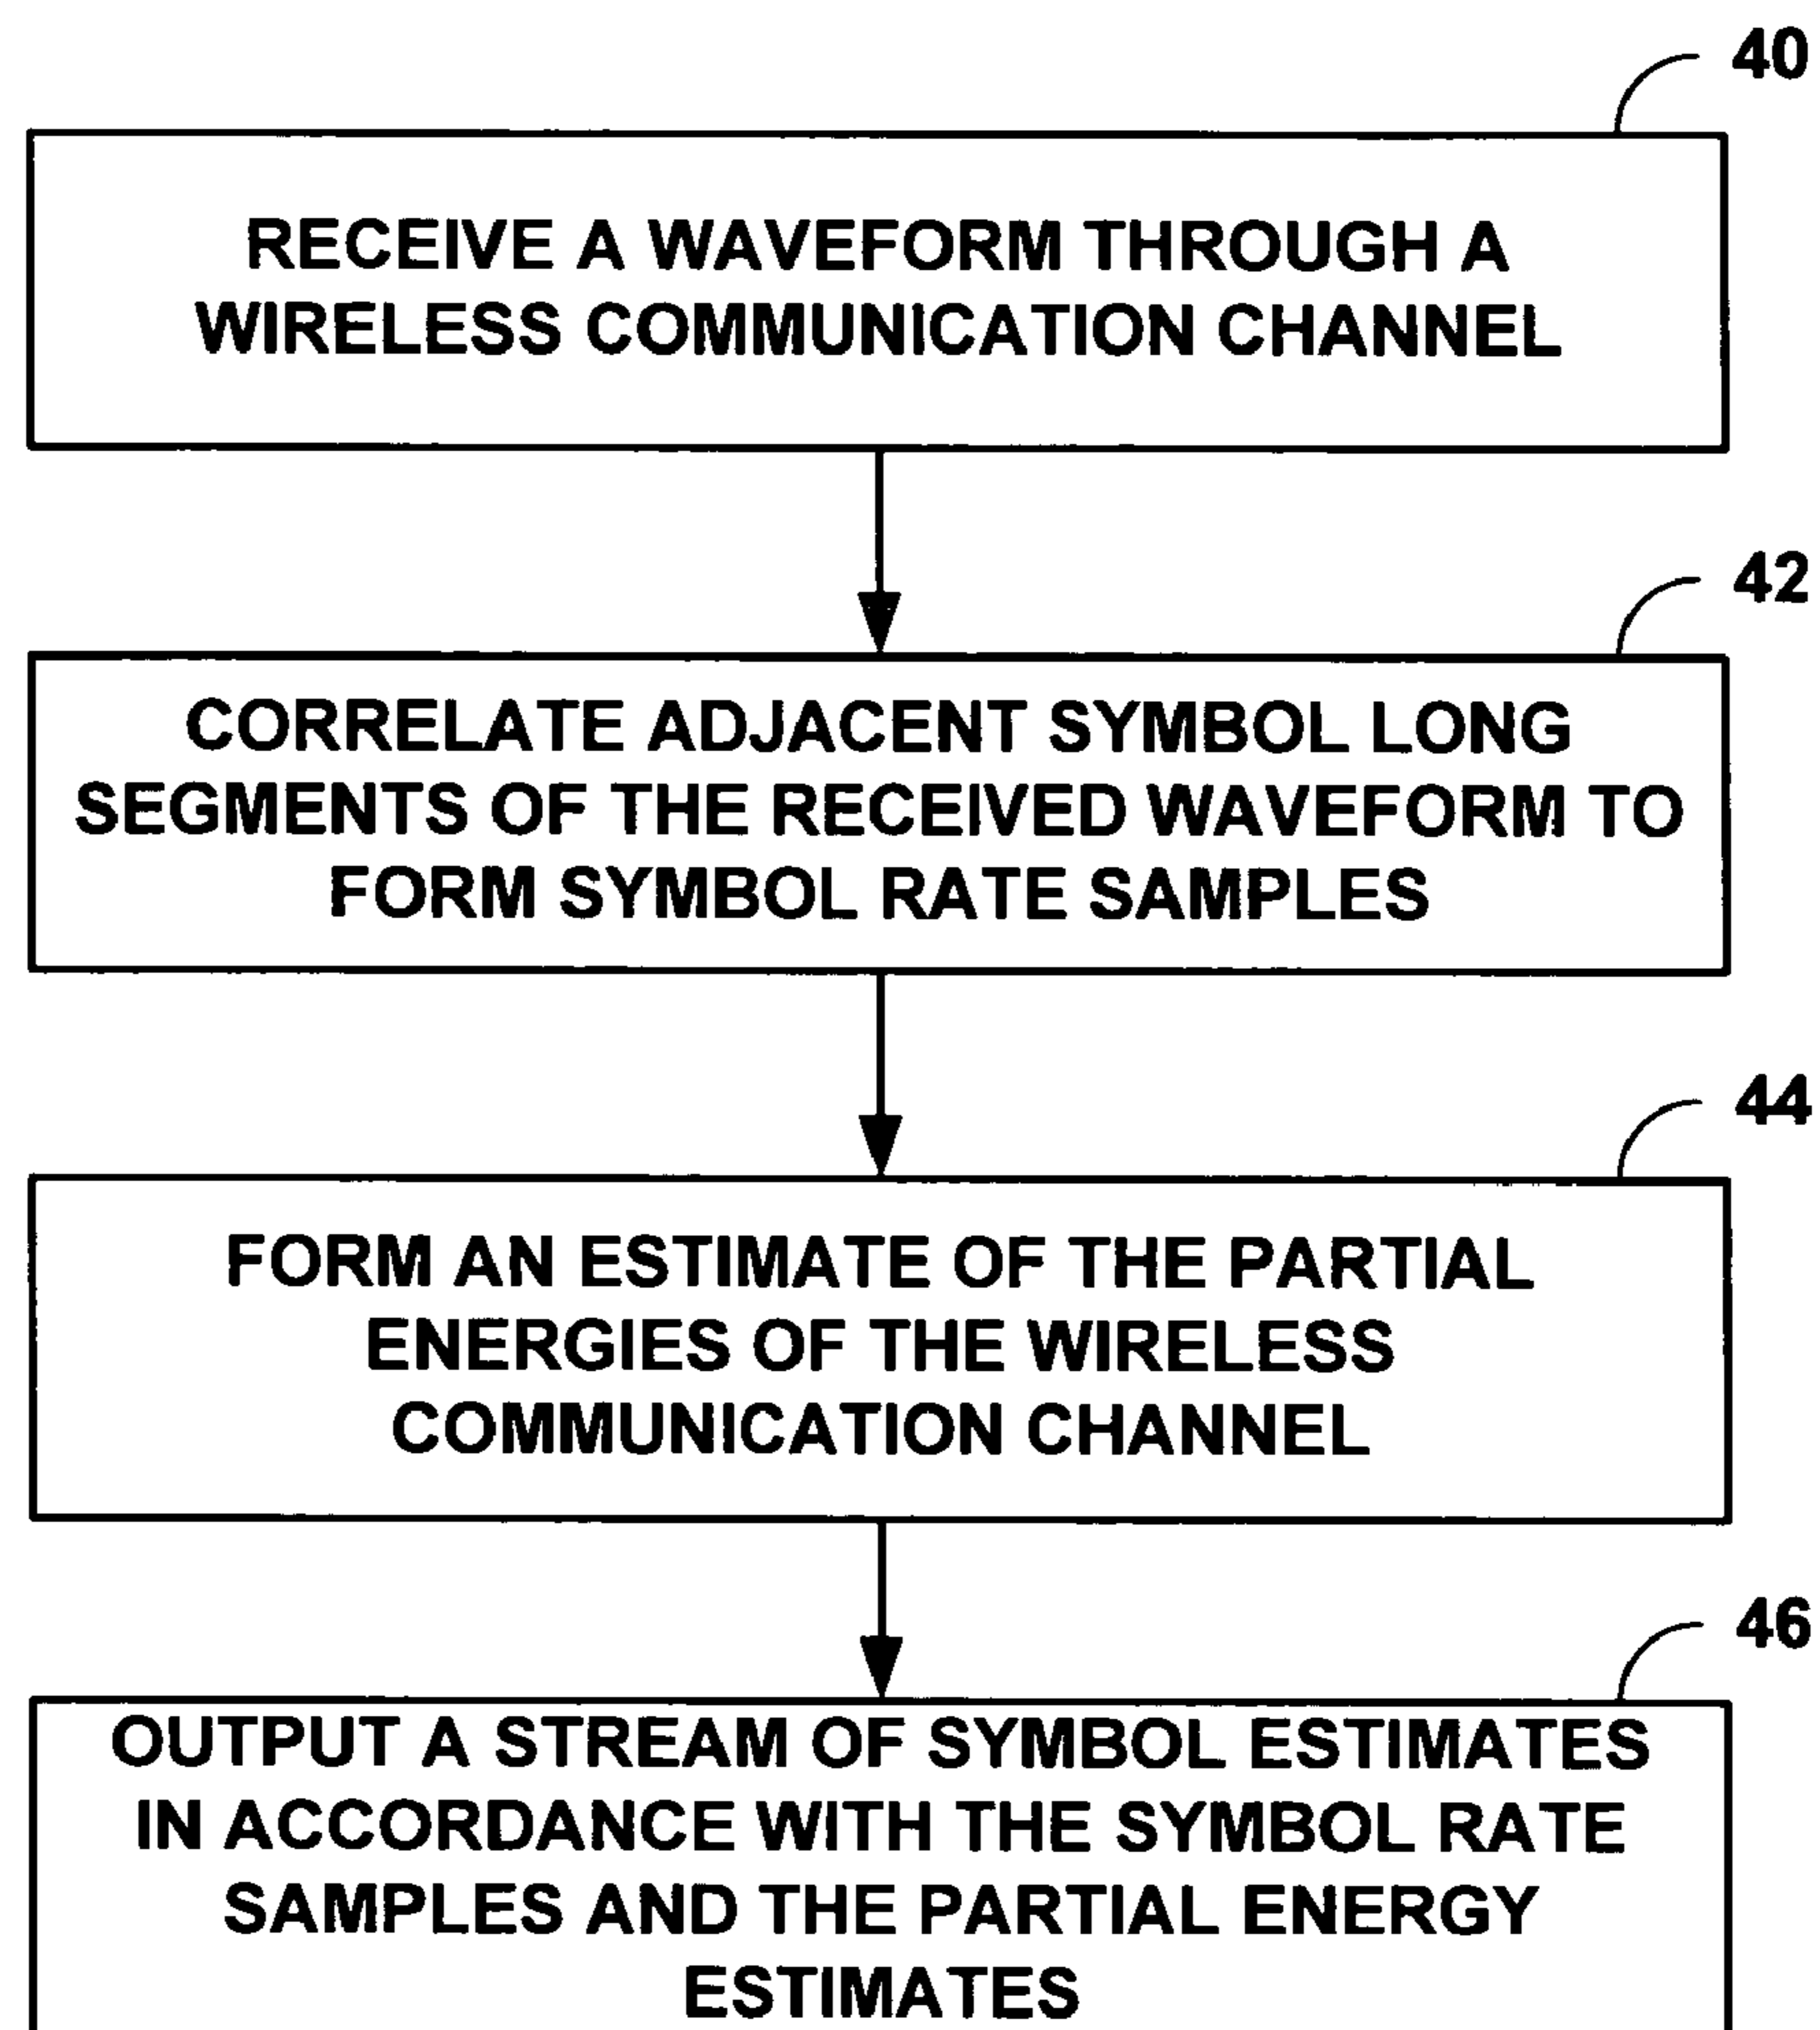 40
RECEIVE A WAVEFORM THROUGH A
WIRELESS COMMUNICATION CHANNEL
42
CORRELATE ADJACENT SYMBOL LONG
SEGMENTS OF THE RECEIVED WAVEFORM TO
FORM SYMBOL RATE SAMPLES
44
FORM AN ESTIMATE OF THE PARTIAL
ENERGIES OF THE WIRELESS
COMMUNICATION CHANNEL
46
OUTPUT A STREAM OF SYMBOL ESTIMATES
IN ACCORDANCE WITH THE SYMBOL RATE
SAMPLES AND THE PARTIAL ENERGY
ESTIMATES